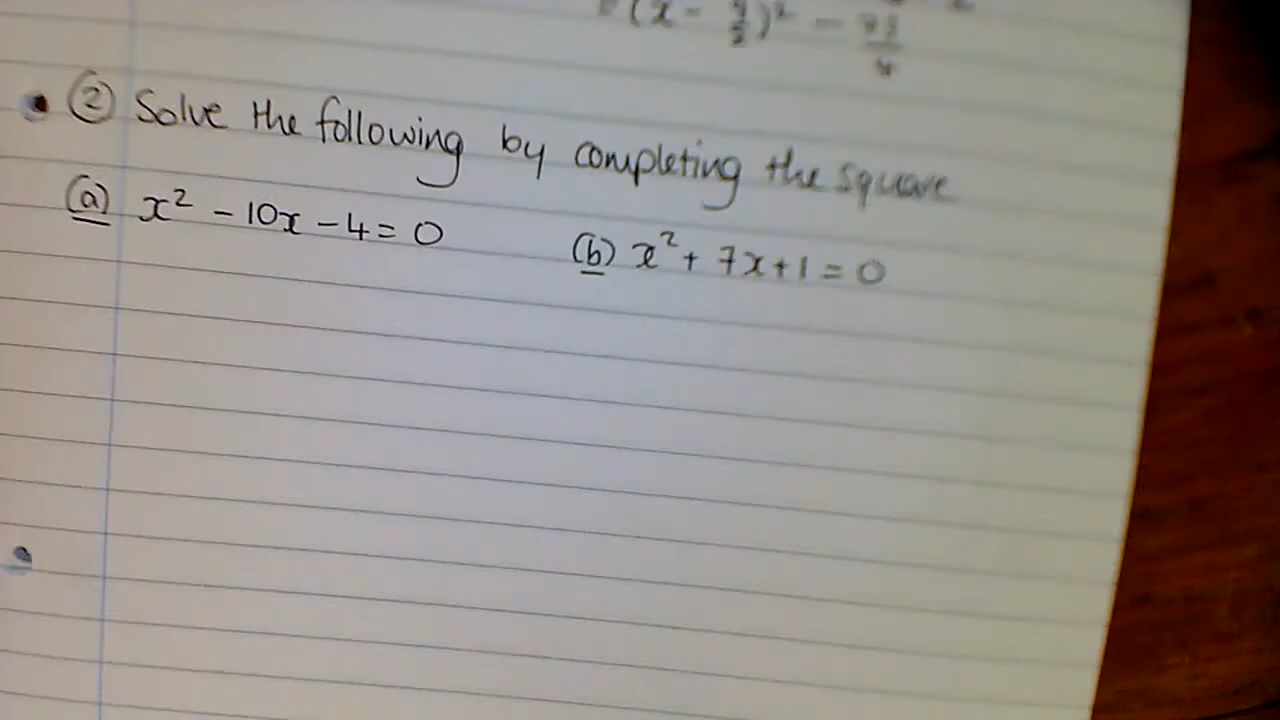 (x -
② Solve the following by completing the square
(a) x² - 10x - 4 = 0
(b) x² + 7x + 1 = 0